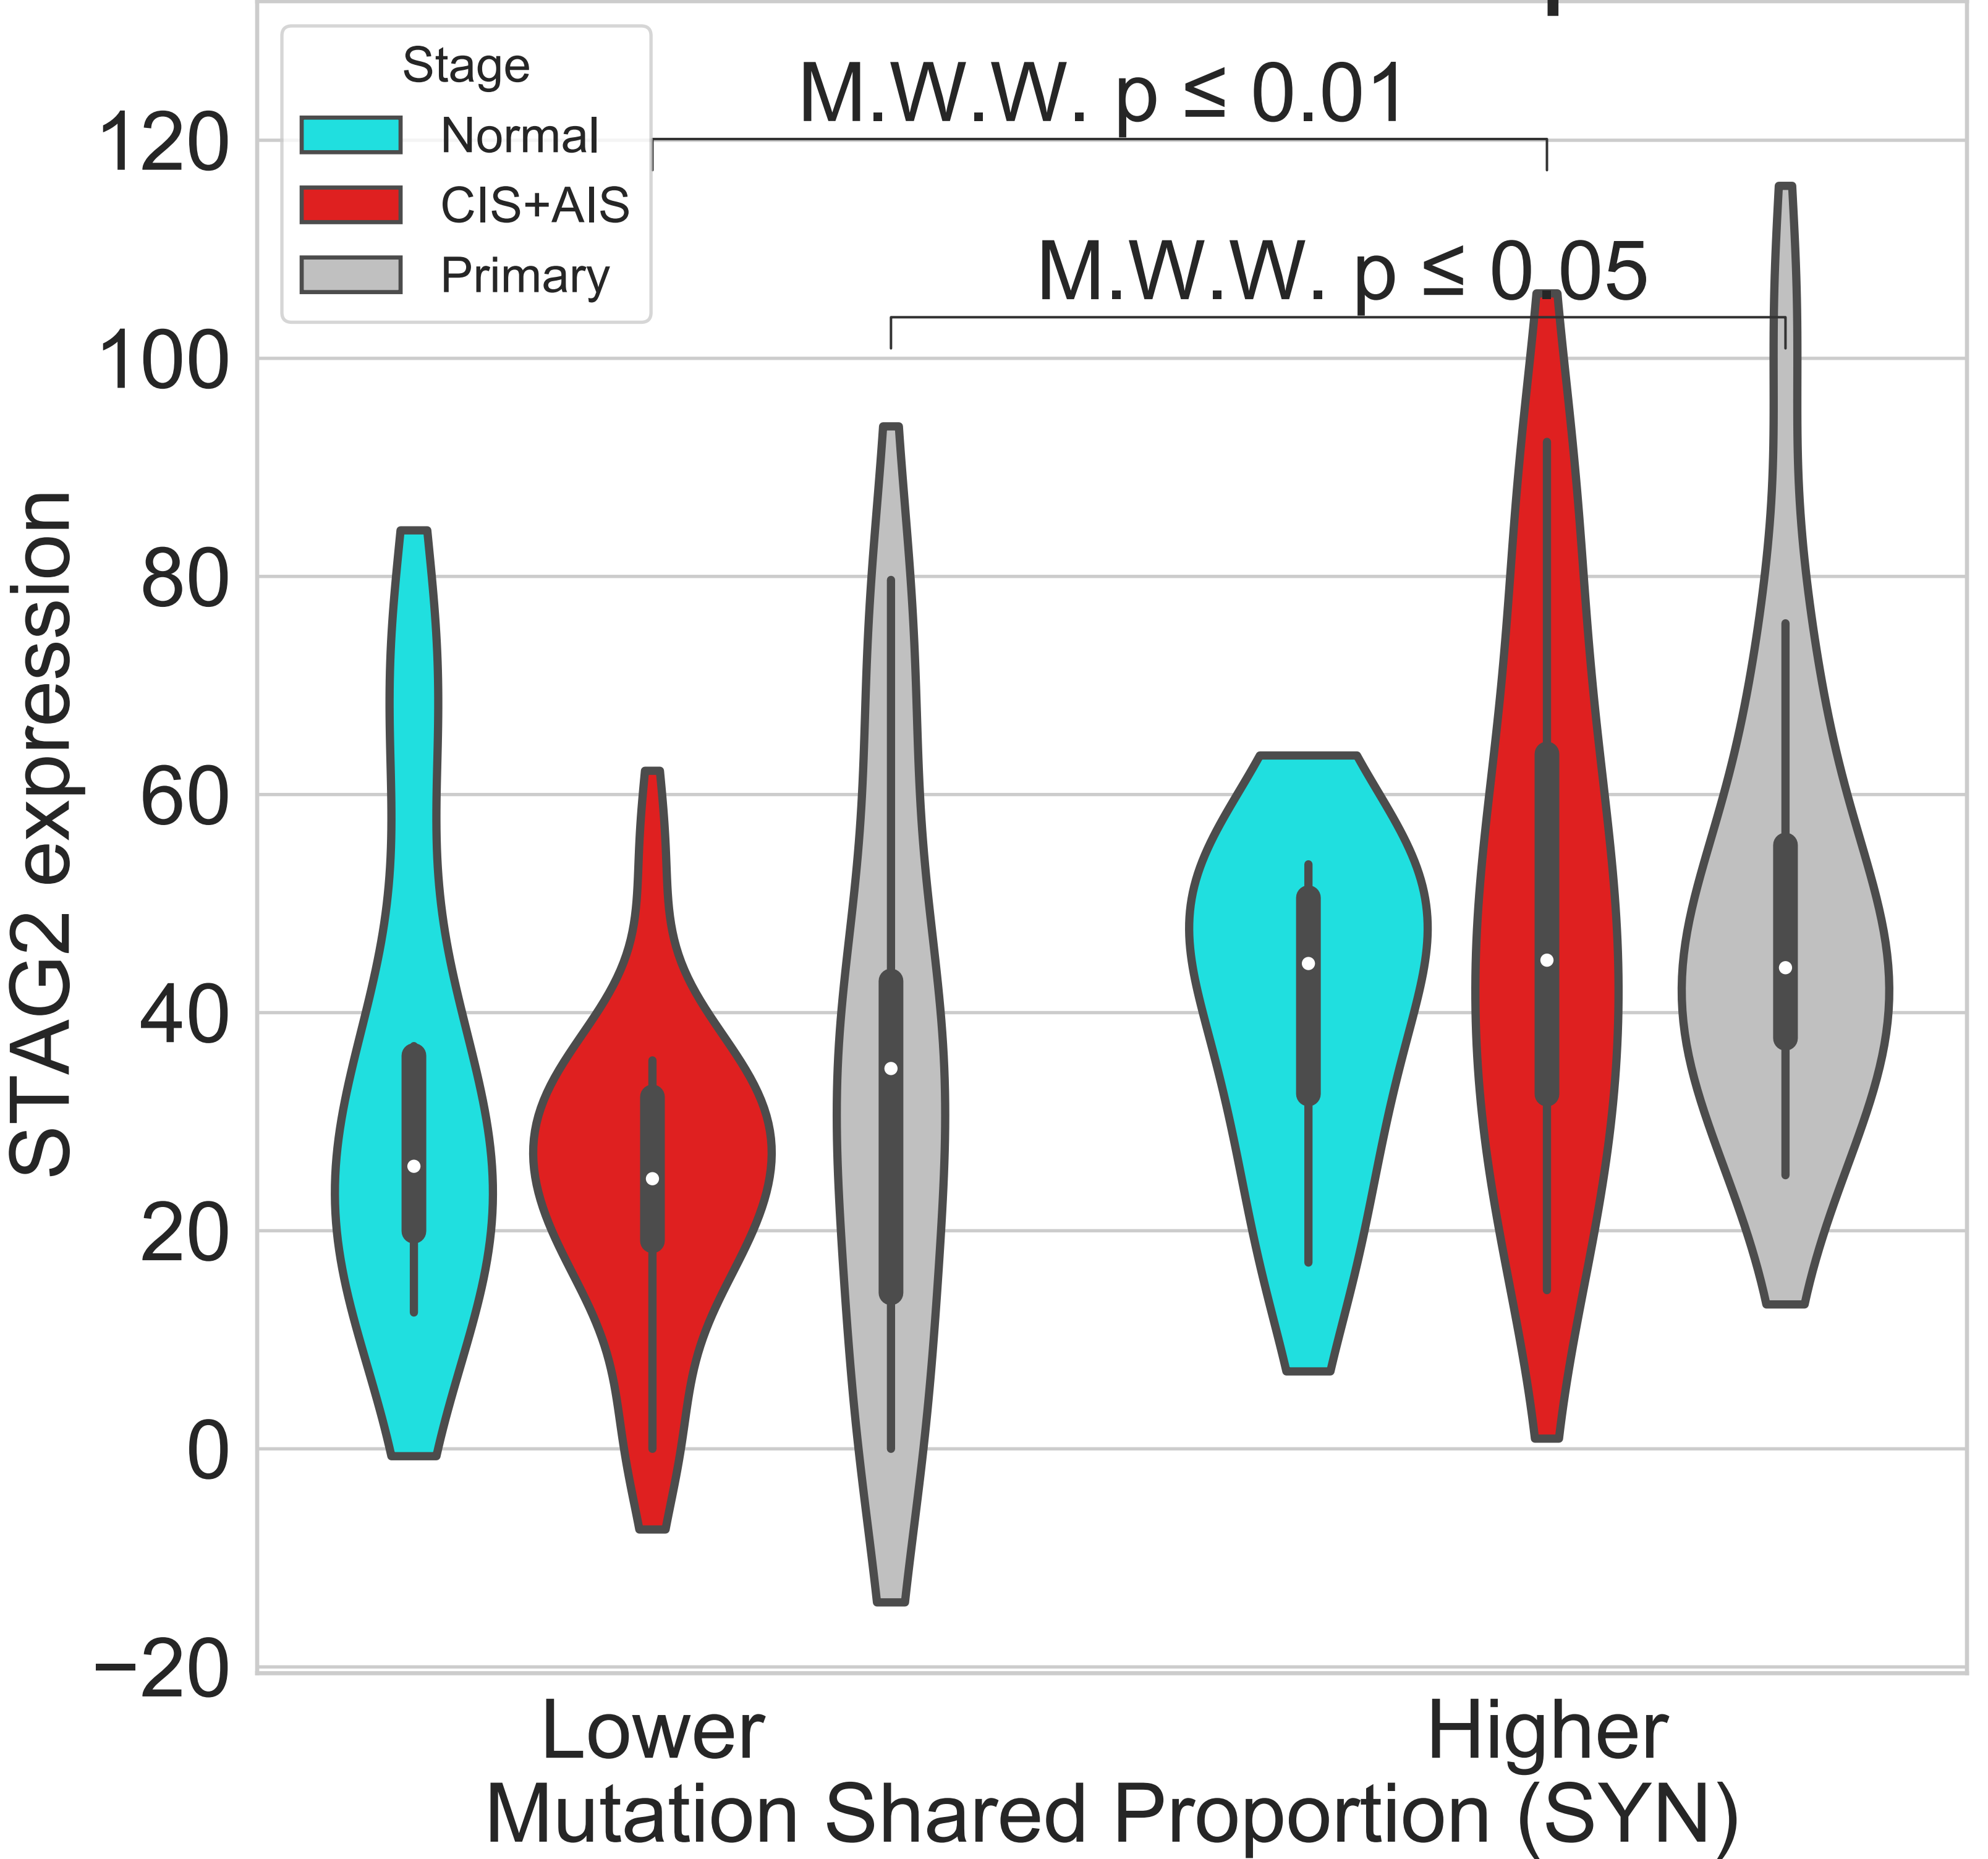 Stage
Normal
CIS+AIS
Primary
M.W.W. p ≤ 0.01
M.W.W. p ≤ 0.05
120
100
80
60
40
20
0
−20
STAG2 expression
Lower
Higher
Mutation Shared Proportion (SYN)